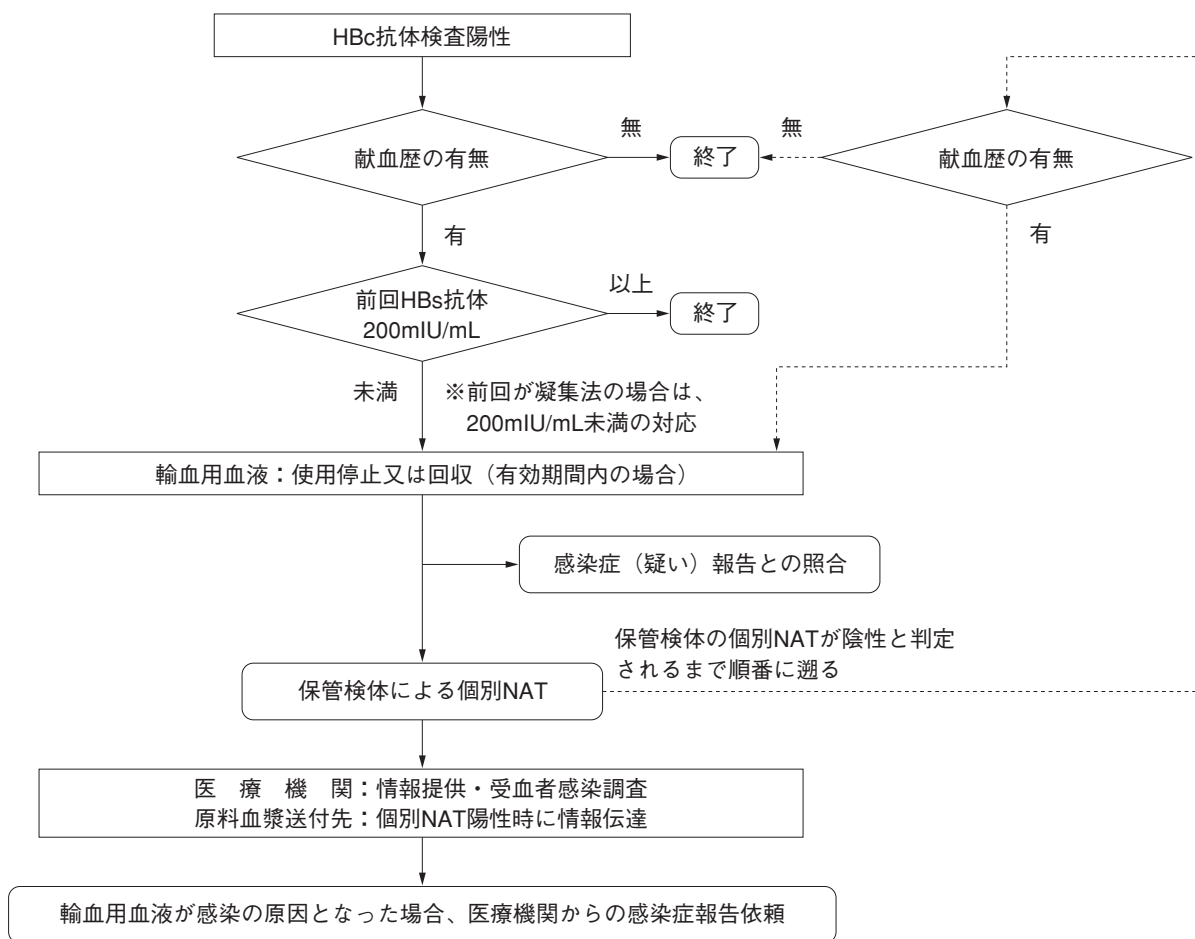 HBc抗体検査陽性
献血歴の有無
無
終了
無
献血歴の有無
有
有
前回HBs抗体
200mIU/mL
以上
終了
未満
※前回が凝集法の場合は、
200mIU/mL未満の対応
輸血用血液：使用停止又は回収（有効期間内の場合）
感染症（疑い）報告との照合
保管検体の個別NATが陰性と判定
されるまで順番に遡る
保管検体による個別NAT
医　療　機　関：情報提供・受血者感染調査
原料血漿送付先：個別NAT陽性時に情報伝達
輸血用血液が感染の原因となった場合、医療機関からの感染症報告依頼